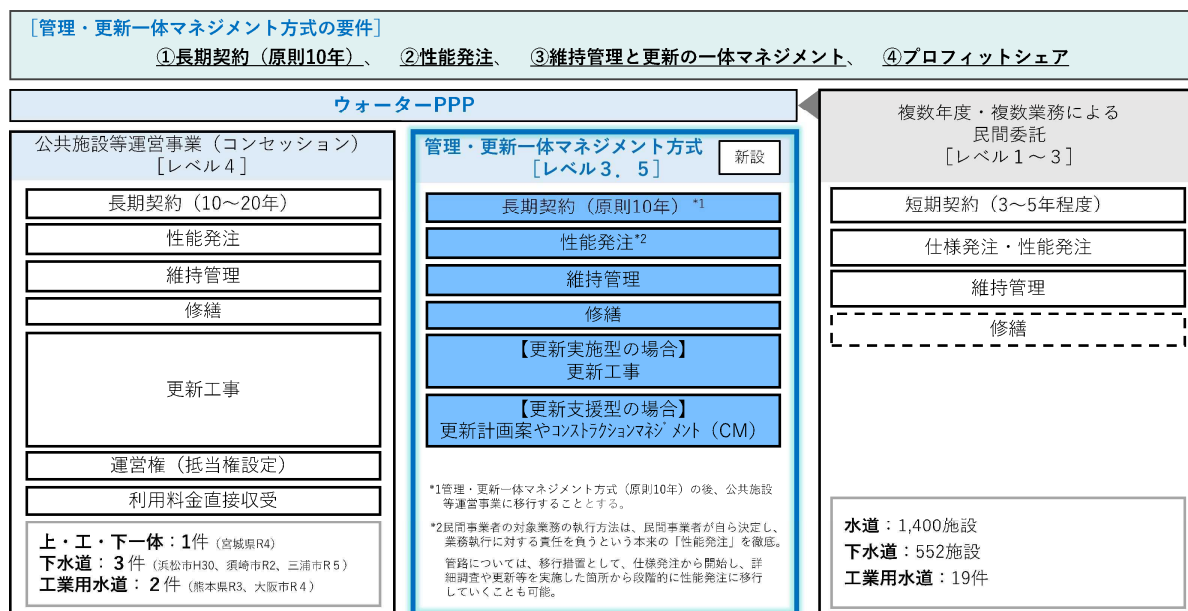 ［管理・更新一体マネジメント方式の要件］
①長期契約（原則10年）、 ②性能発注、 ③維持管理と更新の一体マネジメント、 ④プロフィットシェア
ウォーターPPP
公共施設等運営事業（コンセッション）
［レベル４］
長期契約（10～20年）
性能発注
維持管理
修繕
更新工事
運営権（抵当権設定）
利用料金直接収受
上・工・下一体：１件（宮城県R4）
下水道：３件（浜松市H30、須崎市R2、三浦市R５）
工業用水道：２件（熊本県R3、大阪市R４）
管理・更新一体マネジメント方式
［レベル３．５］
新設
長期契約（原則10年）*1
性能発注*2
維持管理
修繕
【更新実施型の場合】
更新工事
【更新支援型の場合】
更新計画案やｺﾝｽﾄﾗｸｼｮﾝﾏﾈｼﾞﾒﾝﾄ（CM）
*1管理・更新一体マネジメント方式（原則10年）の後、公共施設
等運営事業に移行することとする。
*2民間事業者の対象業務の執行方法は、民間事業者が自ら決定し、
業務執行に対する責任を負うという本来の「性能発注」を徹底。
管路については、移行措置として、仕様発注から開始し、詳
細調査や更新等を実施した箇所から段階的に性能発注に移行
していくことも可能。
複数年度・複数業務による
民間委託
［レベル１～３］
短期契約（3～5年程度）
仕様発注・性能発注
維持管理
修繕
水道：1,400施設
下水道：552施設
工業用水道：19件